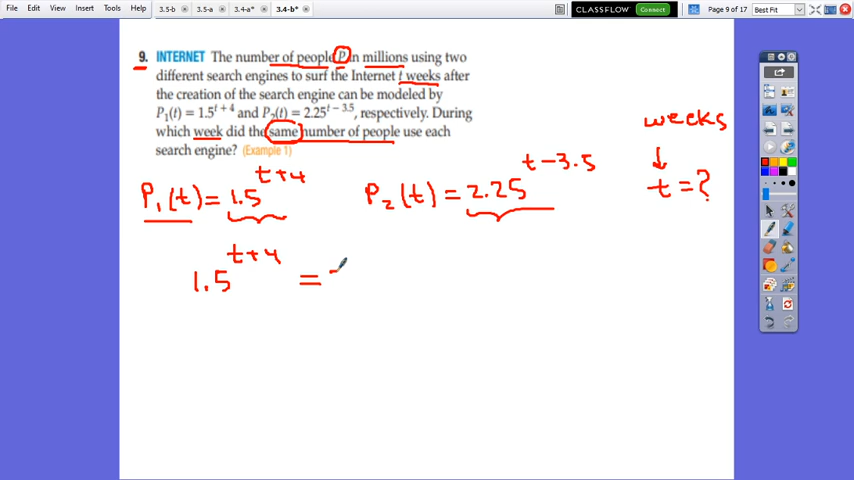 File Edit View Insert Tools Help 3.5-b 3.5-a 3.4-a* 3.4-b* CLASSFLOW Connect Page 9 of 17 Best Fit
9. INTERNET The number of people P in millions using two
different search engines to surf the Internet t weeks after
the creation of the search engine can be modeled by
P₁(t) = 1.5^{t + 4} and P₂(t) = 2.25^{t − 3.5}, respectively. During
which week did the same number of people use each
search engine? (Example 1)
weeks
P₁(t) = 1.5^{t+4} P₂(t) = 2.25^{t−3.5} t = ?
1.5^{t+4} =